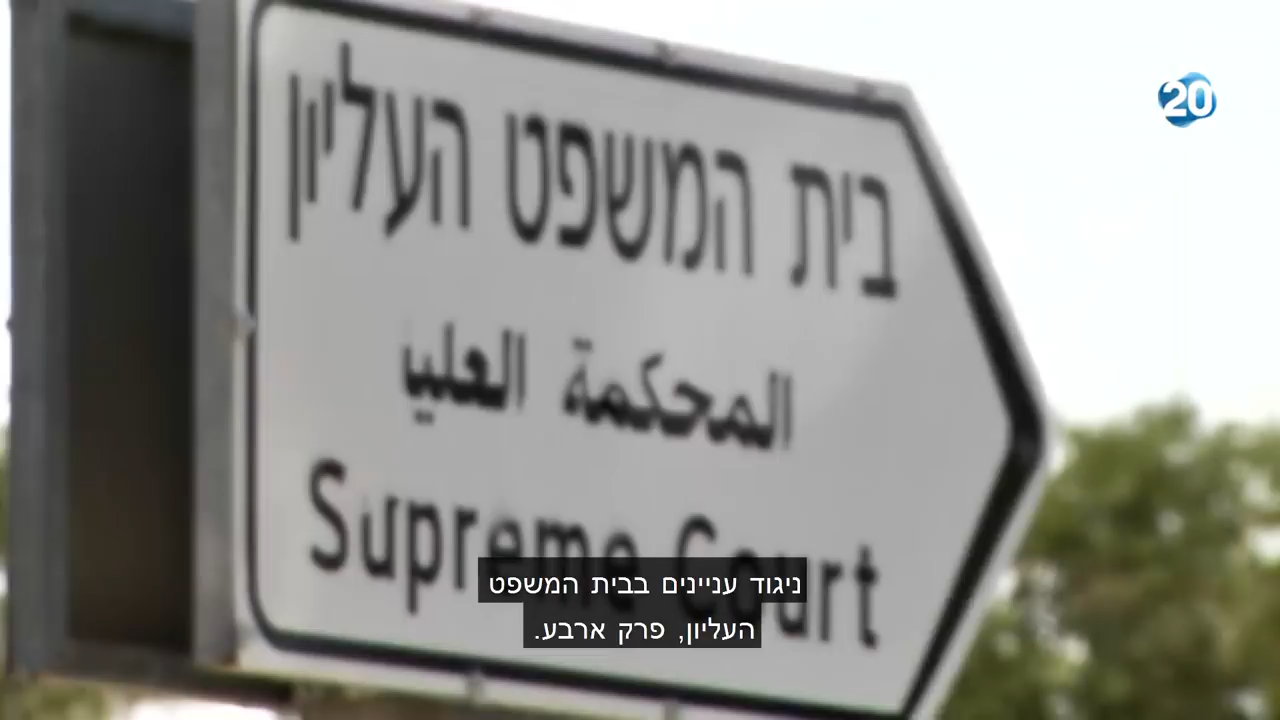 20
בית המשפט העליון
المحكمة العليا
Supreme Court
ניגוד עניינים בבית המשפט
העליון, פרק ארבע.